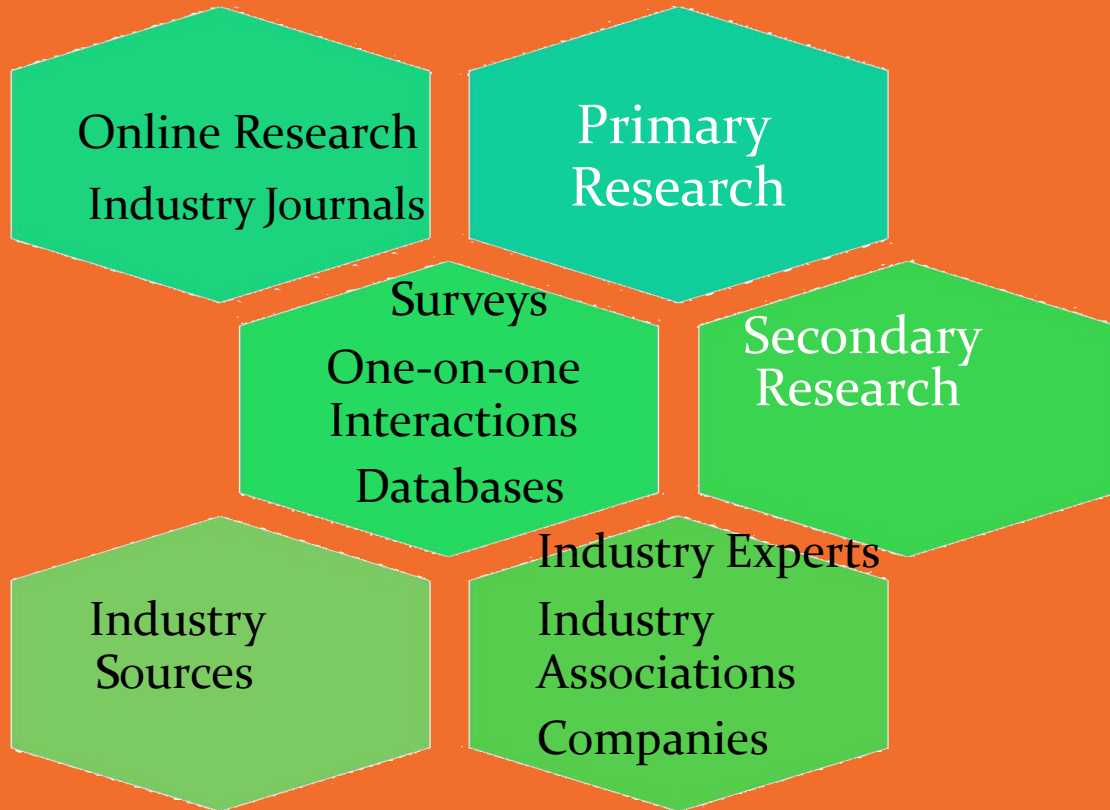 Online Research
Industry Journals
Primary
Research
Surveys
One-on-one
Interactions
Databases
Secondary
Research
Industry
Sources
Industry Experts
Industry
Associations
Companies